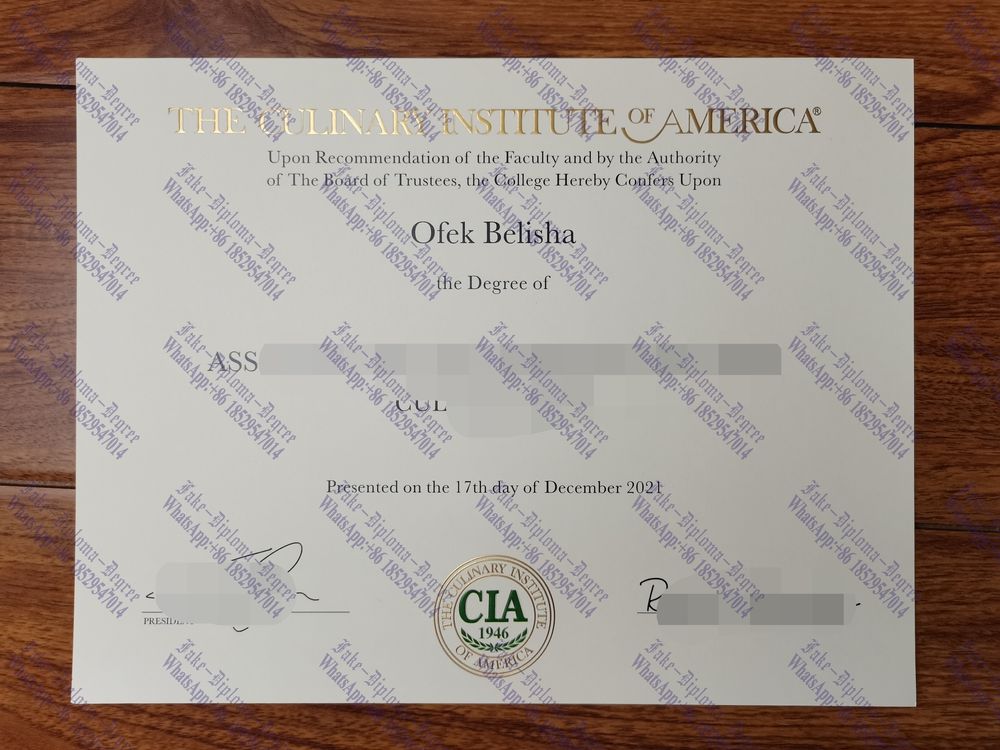 THE CULINARY INSTITUTE OF AMERICA®
Upon Recommendation of the Faculty and by the Authority
of The Board of Trustees, the College Hereby Confers Upon
Ofek Belisha
the Degree of
ASS
CUL
Presented on the 17th day of December 2021
THE CULINARY INSTITUTE
CIA
1946
OF AMERICA
Fake-Diploma-Degree
WhatsApp:+86 18529547014